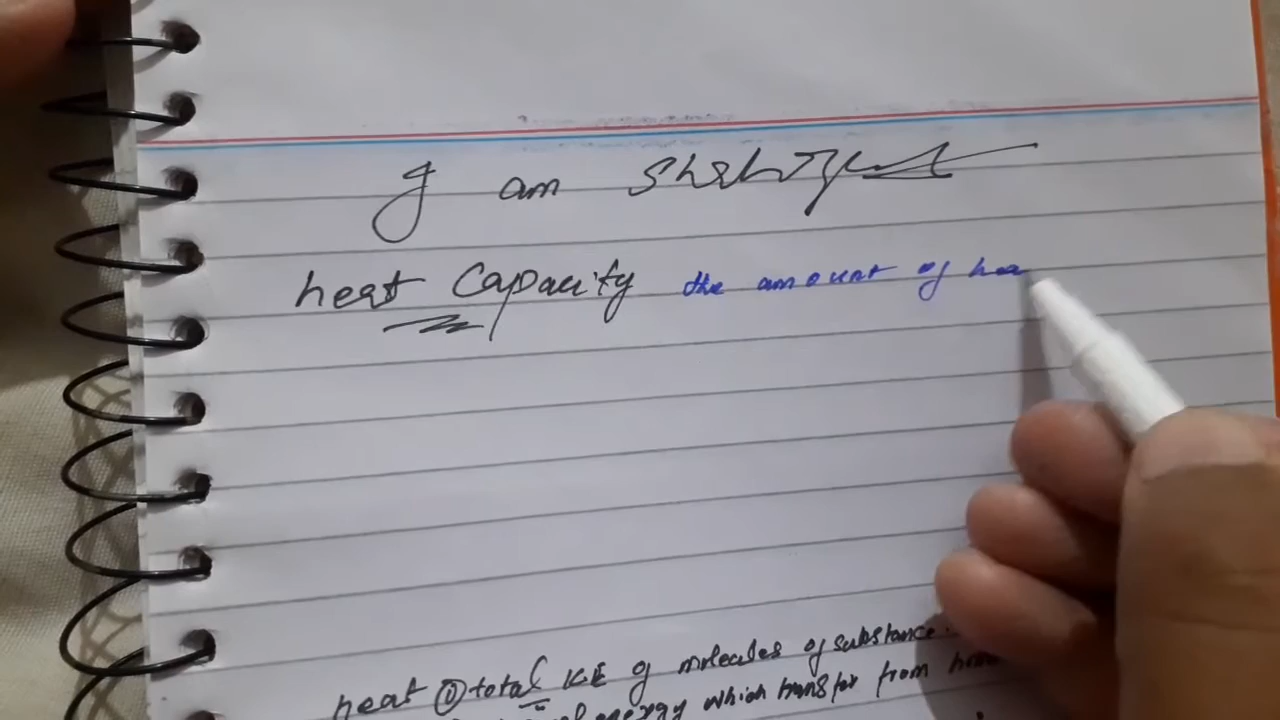 I am
heat Capacity the amount of hea
heat ① total KE of molecules of substance.
energy which transfer from